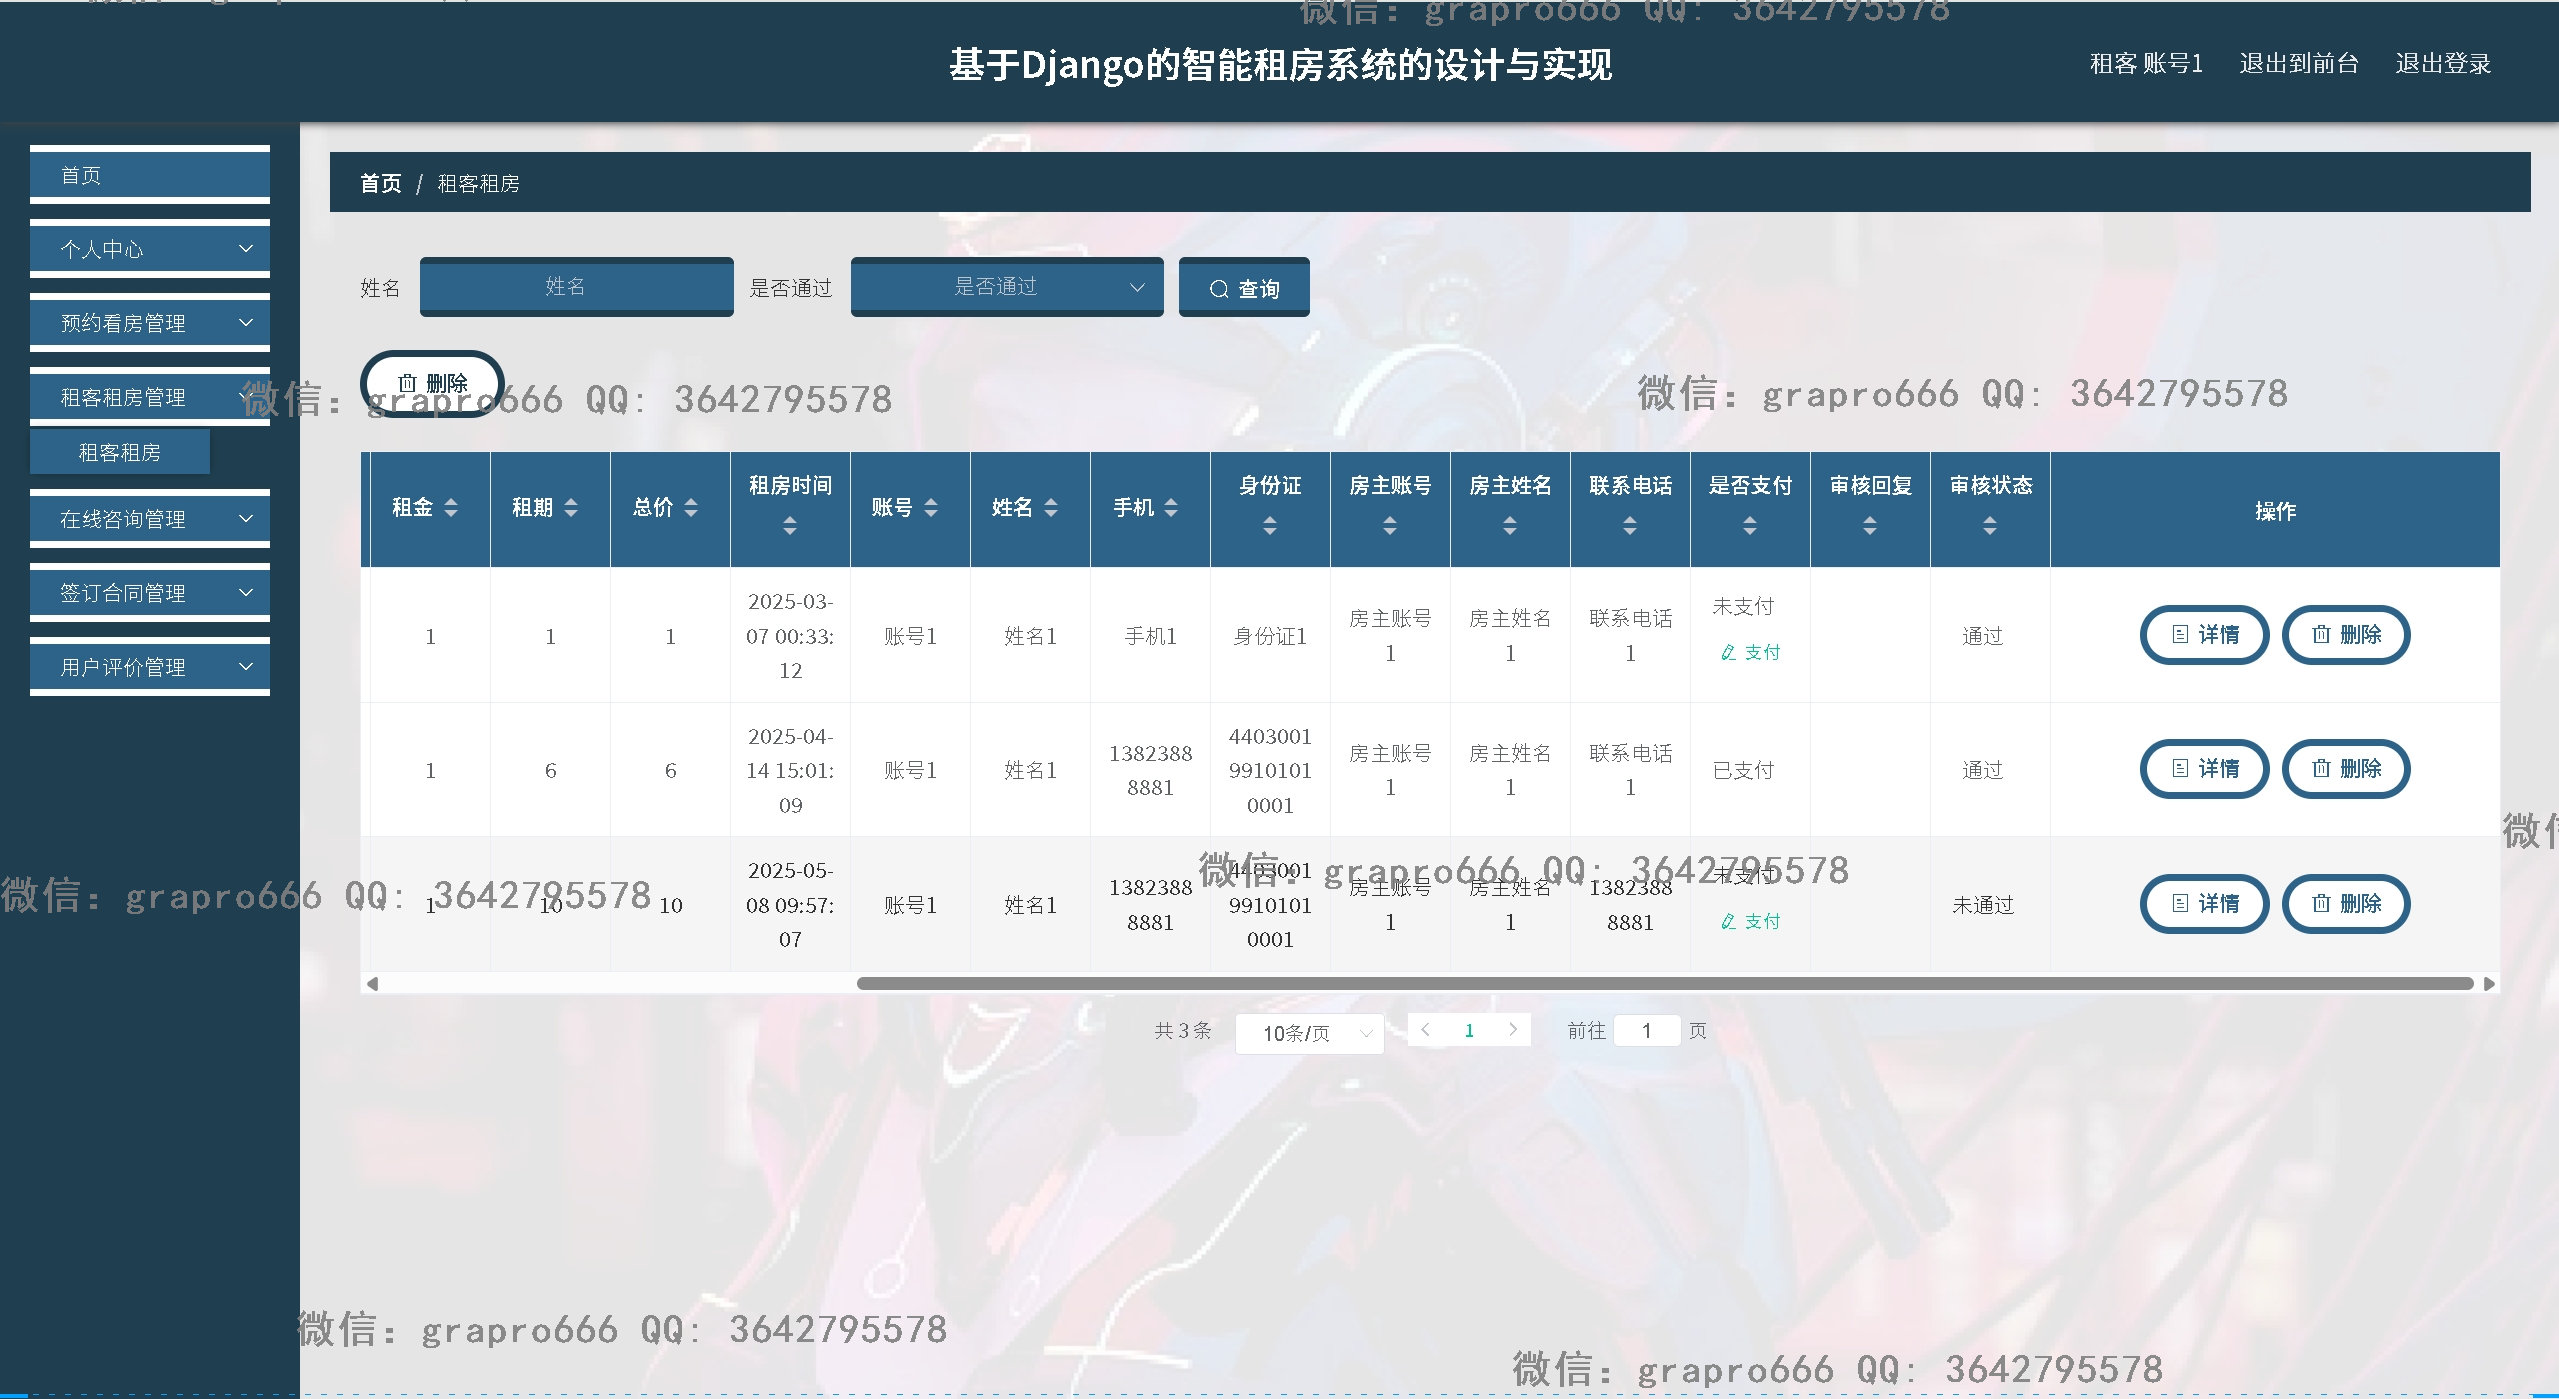 微信: grapro666 QQ: 3642795578
基于Django的智能租房系统的设计与实现
租客 账号1 退出到前台 退出登录
首页
个人中心
预约看房管理
租客租房管理
租客租房
在线咨询管理
签订合同管理
用户评价管理
首页 / 租客租房
姓名 姓名 是否通过 是否通过 查询
删除
微信: grapro666 QQ: 3642795578
微信: grapro666 QQ: 3642795578
租金 租期 总价 租房时间 账号 姓名 手机 身份证 房主账号 房主姓名 联系电话 是否支付 审核回复 审核状态 操作
1 1 1 2025-03-07 00:33:12 账号1 姓名1 手机1 身份证1 房主账号1 房主姓名1 联系电话1 未支付 支付 通过 详情 删除
1 6 6 2025-04-14 15:01:09 账号1 姓名1 13823888881 440300199101010001 房主账号1 房主姓名1 联系电话1 已支付 通过 详情 删除
1 10 10 2025-05-08 09:57:07 账号1 姓名1 13823888881 440300199101010001 房主账号1 房主姓名1 13823888881 未支付 支付 未通过 详情 删除
微信: grapro666 QQ: 3642795578
微信: grapro666 QQ: 3642795578
共 3 条 10条/页 1 前往 1 页
微信: grapro666 QQ: 3642795578
微信: grapro666 QQ: 3642795578